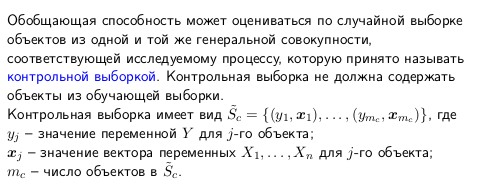 Обобщающая способность может оцениваться по случайной выборке
объектов из одной и той же генеральной совокупности,
соответствующей исследуемому процессу, которую принято называть
контрольной выборкой. Контрольная выборка не должна содержать
объекты из обучающей выборки.
Контрольная выборка имеет вид $\tilde{S}_c = \{(y_1, \boldsymbol{x}_1), \ldots, (y_{m_c}, \boldsymbol{x}_{m_c})\}$, где
$y_j$ – значение переменной $Y$ для $j$-го объекта;
$\boldsymbol{x}_j$ – значение вектора переменных $X_1, \ldots, X_n$ для $j$-го объекта;
$m_c$ – число объектов в $\tilde{S}_c$.